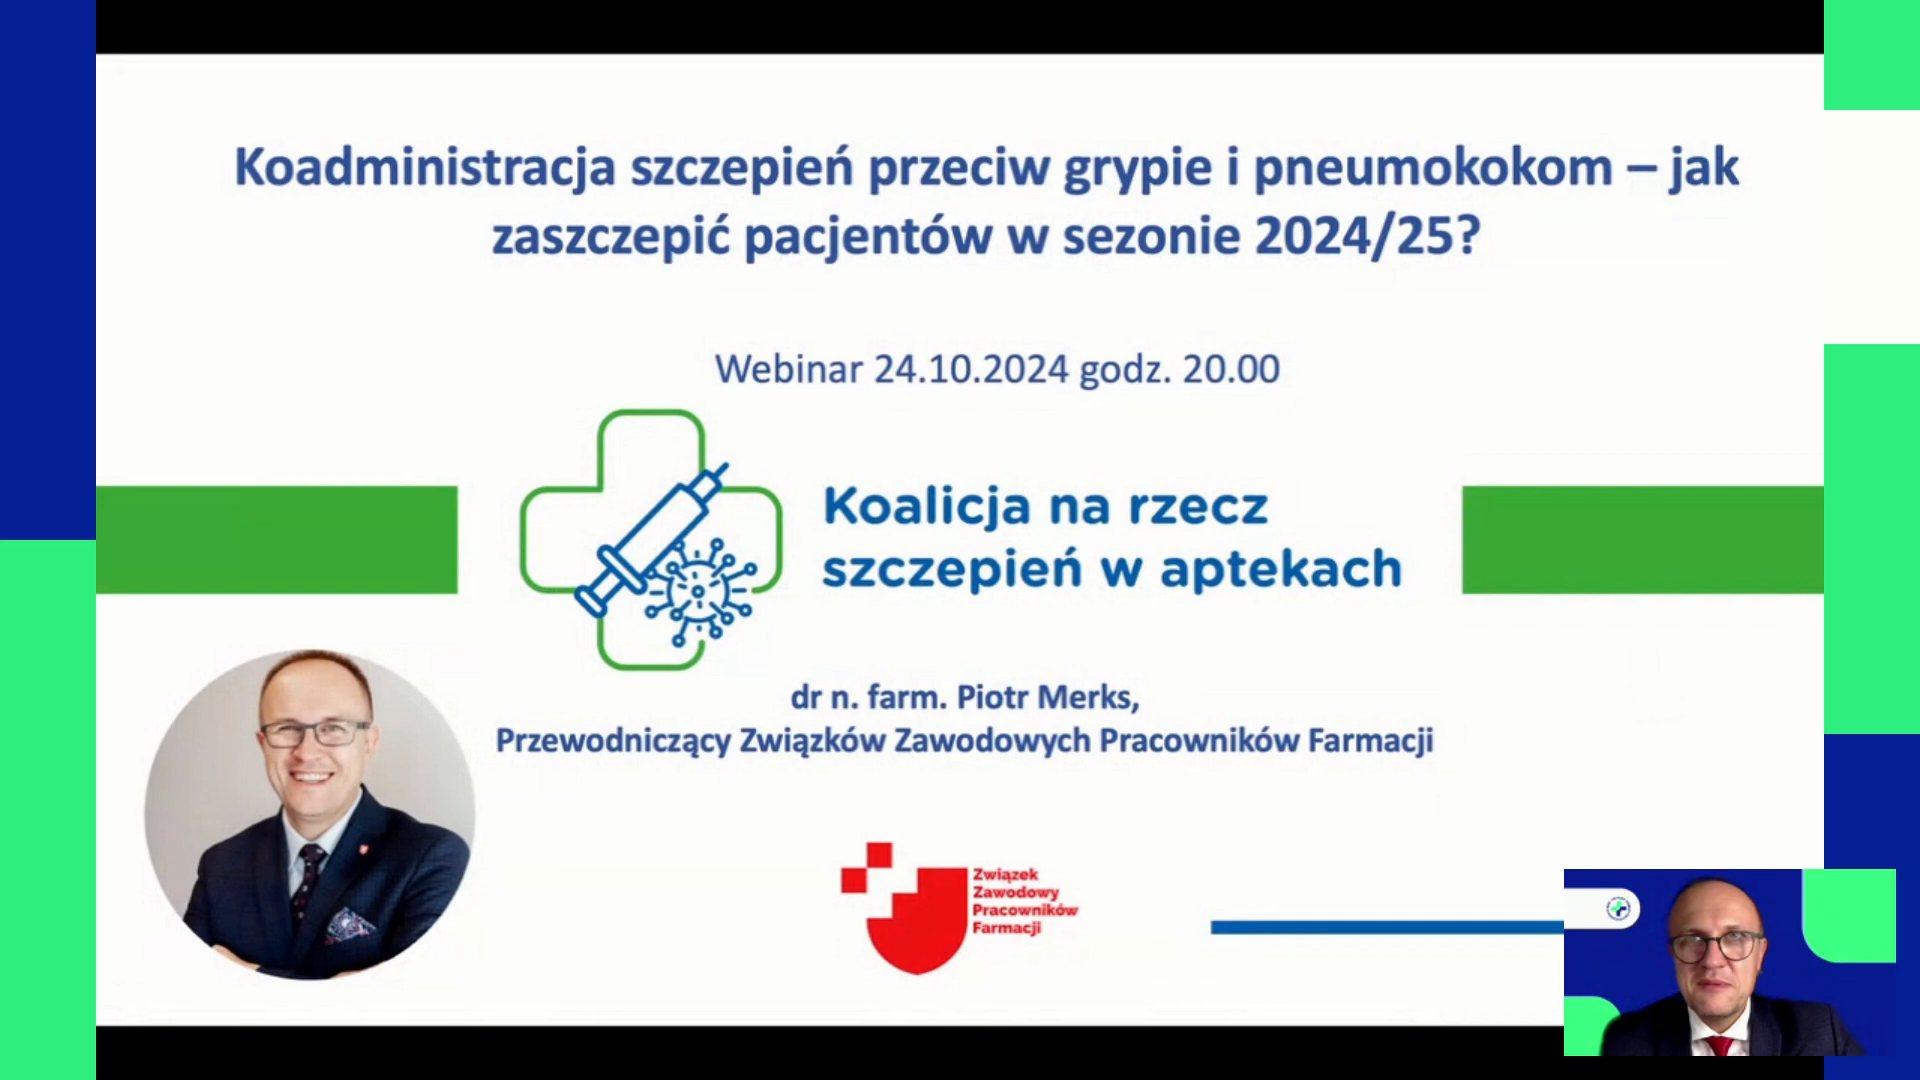 Koadministracja szczepień przeciw grypie i pneumokokom – jak
zaszczepić pacjentów w sezonie 2024/25?
Webinar 24.10.2024 godz. 20.00
Koalicja na rzecz
szczepień w aptekach
dr n. farm. Piotr Merks,
Przewodniczący Związków Zawodowych Pracowników Farmacji
Związek
Zawodowy
Pracowników
Farmacji